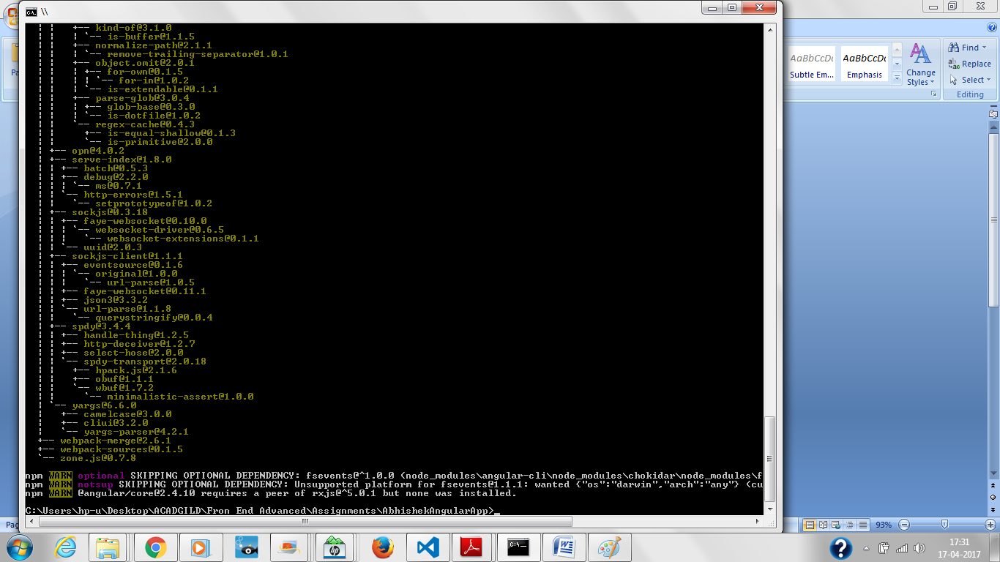 \\
¦ ¦   +-- kind-of@3.1.0
¦ ¦   ¦ `-- is-buffer@1.1.5
¦ ¦   +-- normalize-path@2.1.1
¦ ¦   ¦ `-- remove-trailing-separator@1.0.1
¦ ¦   +-- object.omit@2.0.1
¦ ¦   ¦ +-- for-own@0.1.5
¦ ¦   ¦ ¦ `-- for-in@1.0.2
¦ ¦   ¦ `-- is-extendable@0.1.1
¦ ¦   +-- parse-glob@3.0.4
¦ ¦   ¦ +-- glob-base@0.3.0
¦ ¦   ¦ `-- is-dotfile@1.0.2
¦ ¦   `-- regex-cache@0.4.3
¦ ¦     +-- is-equal-shallow@0.1.3
¦ ¦     `-- is-primitive@2.0.0
¦ +-- opn@4.0.2
¦ +-- serve-index@1.8.0
¦ ¦ +-- batch@0.5.3
¦ ¦ +-- debug@2.2.0
¦ ¦ ¦ `-- ms@0.7.1
¦ ¦ `-- http-errors@1.5.1
¦ ¦   `-- setprototypeof@1.0.2
¦ +-- sockjs@0.3.18
¦ ¦ +-- faye-websocket@0.10.0
¦ ¦ ¦ `-- websocket-driver@0.6.5
¦ ¦ ¦   `-- websocket-extensions@0.1.1
¦ ¦ `-- uuid@2.0.3
¦ +-- sockjs-client@1.1.1
¦ ¦ +-- eventsource@0.1.6
¦ ¦ ¦ `-- original@1.0.0
¦ ¦ ¦   `-- url-parse@1.0.5
¦ ¦ +-- faye-websocket@0.11.1
¦ ¦ +-- json3@3.3.2
¦ ¦ `-- url-parse@1.1.8
¦ ¦   `-- querystringify@0.0.4
¦ +-- spdy@3.4.4
¦ ¦ +-- handle-thing@1.2.5
¦ ¦ +-- http-deceiver@1.2.7
¦ ¦ +-- select-hose@2.0.0
¦ ¦ `-- spdy-transport@2.0.18
¦ ¦   +-- hpack.js@2.1.6
¦ ¦   +-- obuf@1.1.1
¦ ¦   `-- wbuf@1.7.2
¦ ¦     `-- minimalistic-assert@1.0.0
¦ `-- yargs@6.6.0
¦   +-- camelcase@3.0.0
¦   +-- cliui@3.2.0
¦   `-- yargs-parser@4.2.1
+-- webpack-merge@2.6.1
+-- webpack-sources@0.1.5
`-- zone.js@0.7.8
npm WARN optional SKIPPING OPTIONAL DEPENDENCY: fsevents@^1.0.0 (node_modules\angular-cli\node_modules\chokidar\node_modules\f
npm WARN notsup SKIPPING OPTIONAL DEPENDENCY: Unsupported platform for fsevents@1.1.1: wanted {"os":"darwin","arch":"any"} (cu
npm WARN @angular/core@2.4.10 requires a peer of rxjs@^5.0.1 but none was installed.
C:\Users\hp-u\Desktop\ACADGILD\Fron End Advanced\Assignments\AbhishekAngularApp>_
Pa
AaBbCcD
AaBbCcD
Subtle Em...
Emphasis
Change Styles
Find
Replace
Select
Editing
Pag
93%
17:31
17-04-2017